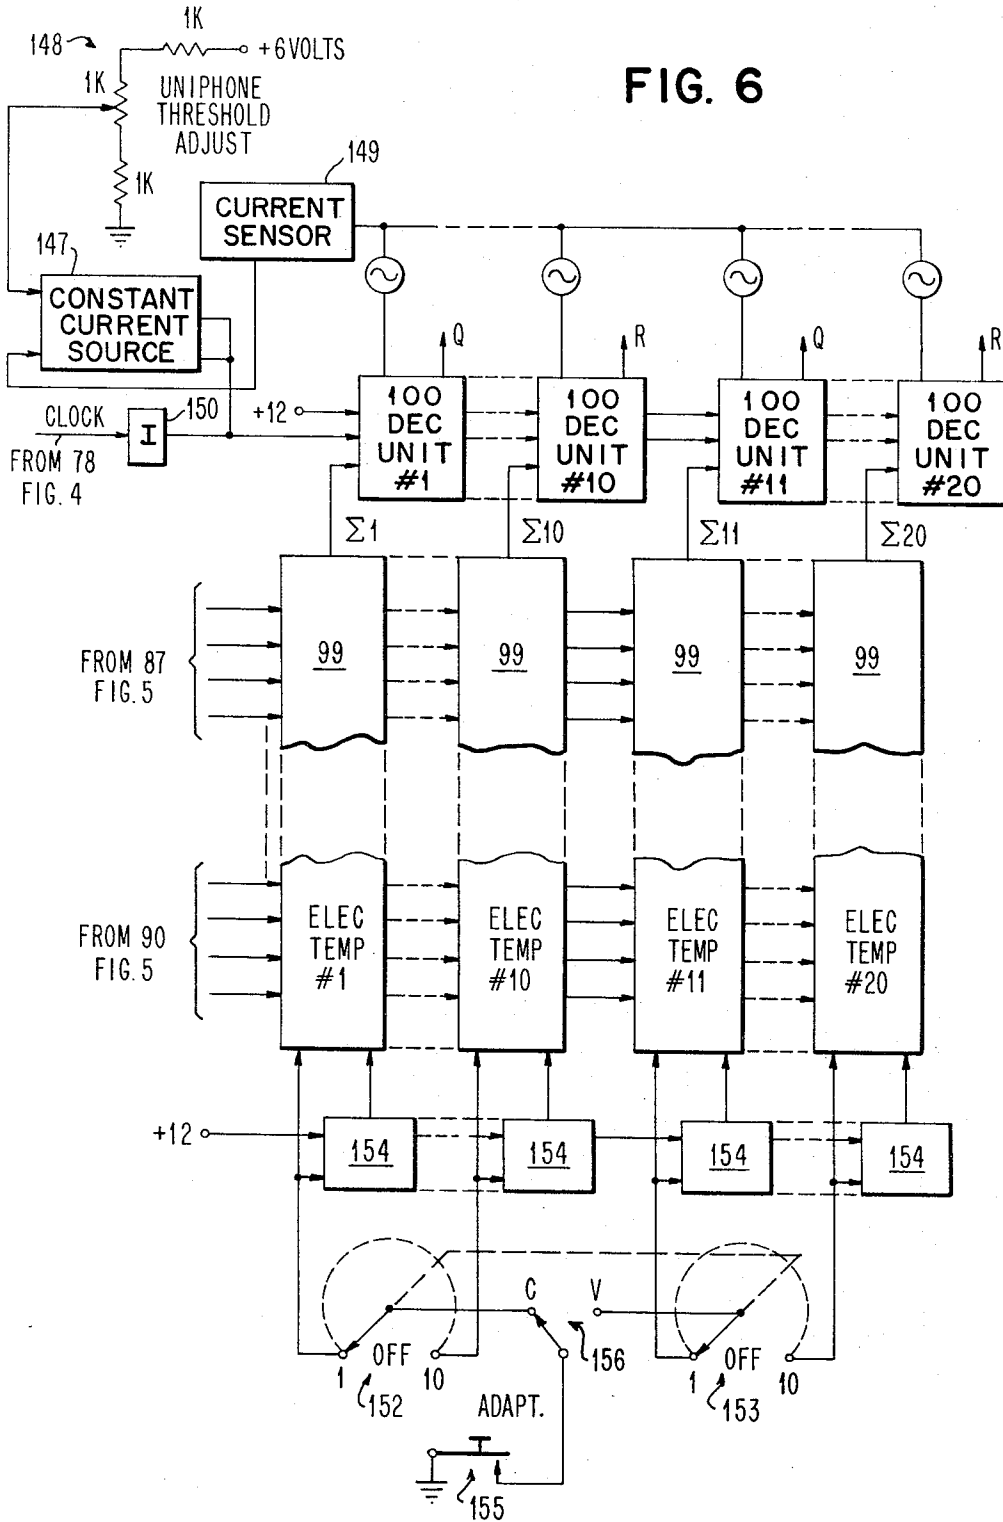 1K
148
+6VOLTS
FIG. 6
1K
UNIPHONE
THRESHOLD
ADJUST
149
1K
CURRENT
SENSOR
147
CONSTANT
CURRENT
SOURCE
Q
R
Q
R
CLOCK
150
+12
I
FROM 78
FIG. 4
100
DEC
UNIT
#1
100
DEC
UNIT
#10
100
DEC
UNIT
#11
100
DEC
UNIT
#20
Σ1
Σ10
Σ11
Σ20
FROM 87
FIG.5
99
99
99
99
FROM 90
FIG.5
ELEC
TEMP
#1
ELEC
TEMP
#10
ELEC
TEMP
#11
ELEC
TEMP
#20
+12
154
154
154
154
C
V
1
OFF
10
152
156
1
OFF
10
153
ADAPT.
155